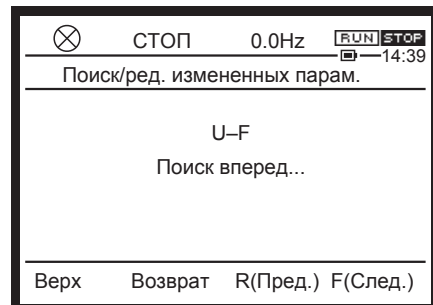 СТОП 0.0Hz RUN STOP
14:39
Поиск/ред. измененных парам.
U–F
Поиск вперед...
Верх Возврат R(Пред.) F(След.)